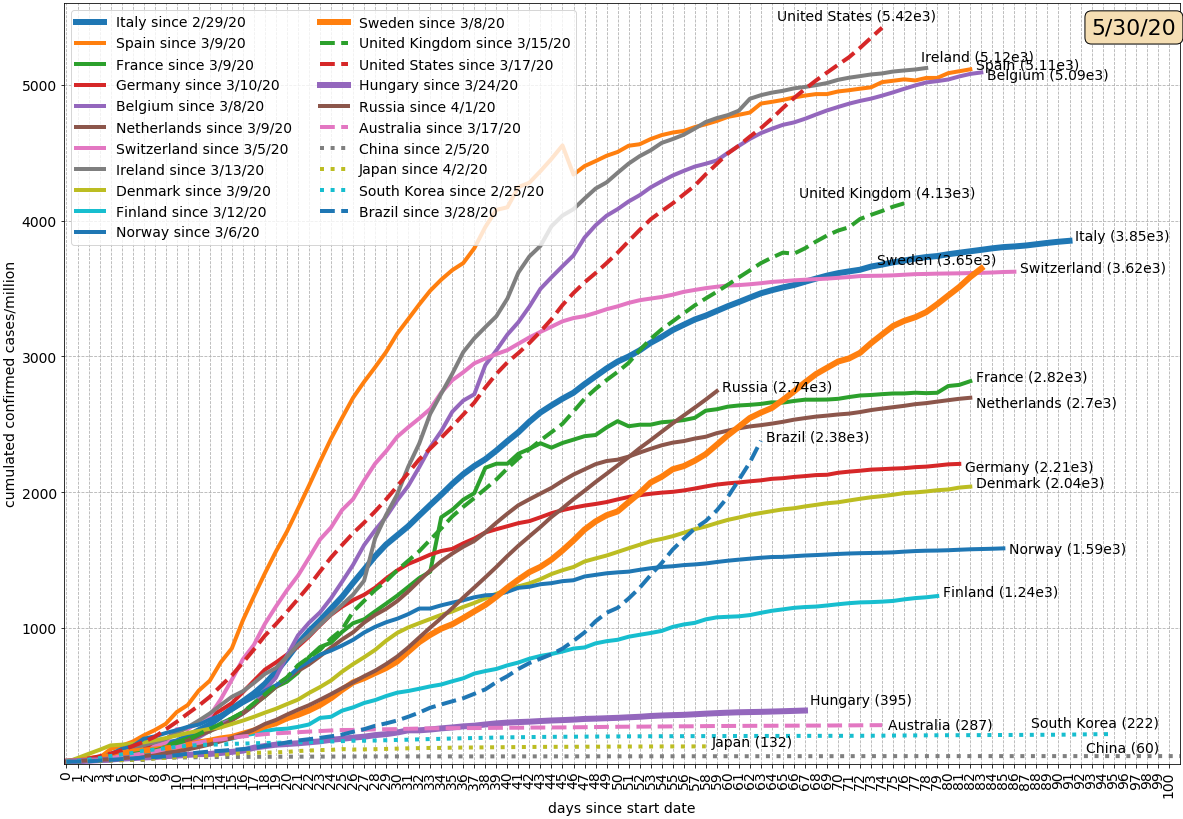 5/30/20
Italy since 2/29/20
Spain since 3/9/20
France since 3/9/20
Germany since 3/10/20
Belgium since 3/8/20
Netherlands since 3/9/20
Switzerland since 3/5/20
Ireland since 3/13/20
Denmark since 3/9/20
Finland since 3/12/20
Norway since 3/6/20
Sweden since 3/8/20
United Kingdom since 3/15/20
United States since 3/17/20
Hungary since 3/24/20
Russia since 4/1/20
Australia since 3/17/20
China since 2/5/20
Japan since 4/2/20
South Korea since 2/25/20
Brazil since 3/28/20
United States (5.42e3)
Ireland (5.12e3)
Spain (5.11e3)
Belgium (5.09e3)
United Kingdom (4.13e3)
Italy (3.85e3)
Sweden (3.65e3)
Switzerland (3.62e3)
Russia (2.74e3)
France (2.82e3)
Netherlands (2.7e3)
Brazil (2.38e3)
Germany (2.21e3)
Denmark (2.04e3)
Norway (1.59e3)
Finland (1.24e3)
Hungary (395)
Australia (287)
South Korea (222)
Japan (132)
China (60)
cumulated confirmed cases/million
5000
4000
3000
2000
1000
0 1 2 3 4 5 6 7 8 9 10 11 12 13 14 15 16 17 18 19 20 21 22 23 24 25 26 27 28 29 30 31 32 33 34 35 36 37 38 39 40 41 42 43 44 45 46 47 48 49 50 51 52 53 54 55 56 57 58 59 60 61 62 63 64 65 66 67 68 69 70 71 72 73 74 75 76 77 78 79 80 81 82 83 84 85 86 87 88 89 90 91 92 93 94 95 96 97 98 99 100
days since start date